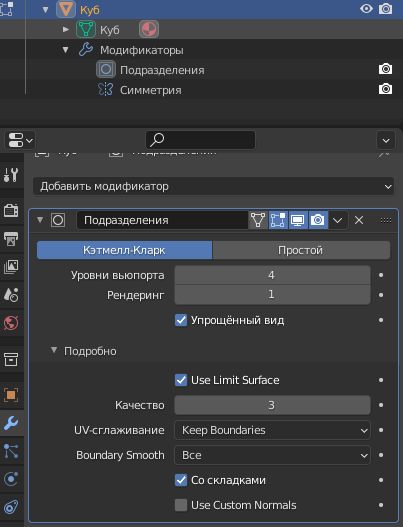 Куб
Куб
Модификаторы
Подразделения
Симметрия
Добавить модификатор
Подразделения
Кэтмелл-Кларк Простой
Уровни вьюпорта 4
Рендеринг 1
Упрощённый вид
Подробно
Use Limit Surface
Качество 3
UV-сглаживание Keep Boundaries
Boundary Smooth Все
Со складками
Use Custom Normals